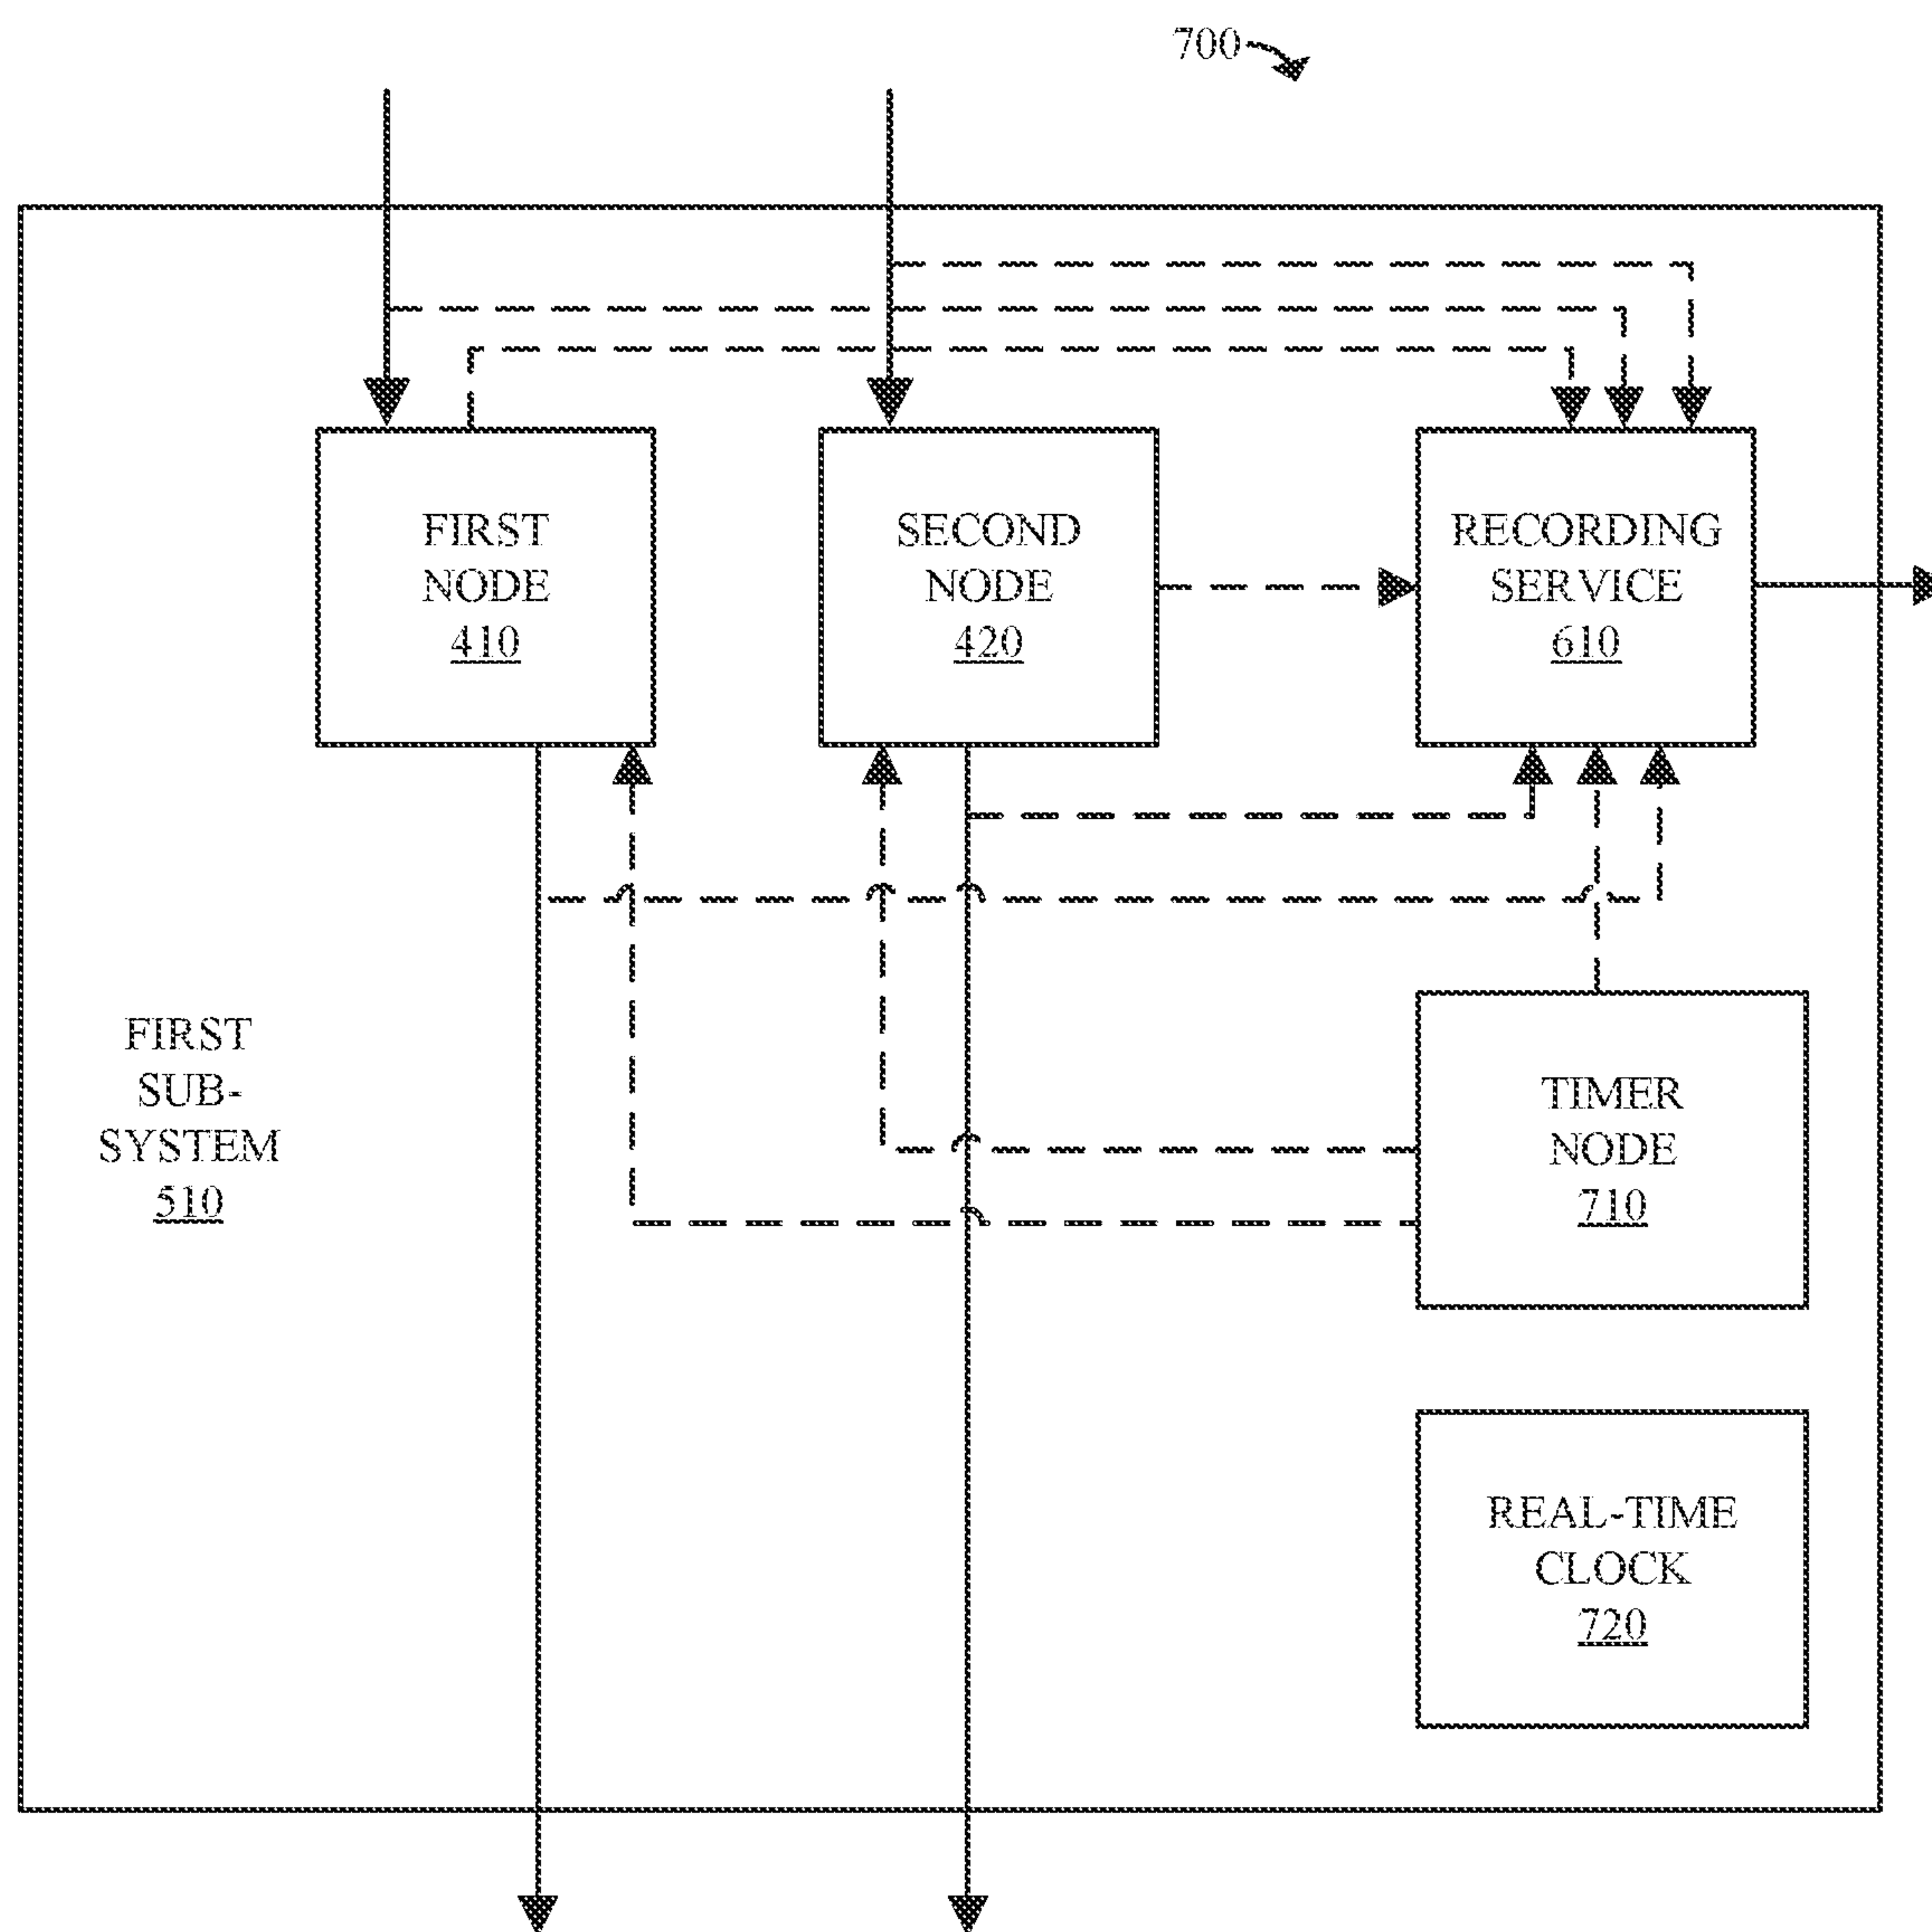 700
FIRST
NODE
410
SECOND
NODE
420
RECORDING
SERVICE
610
FIRST
SUB-
SYSTEM
510
TIMER
NODE
710
REAL-TIME
CLOCK
720